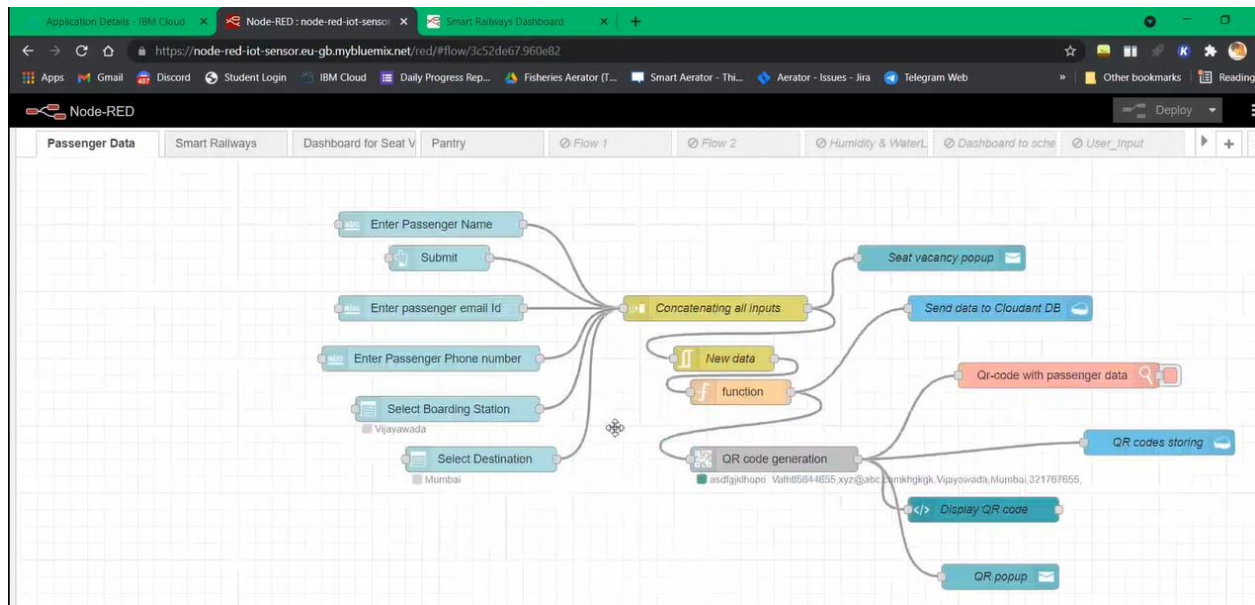 Application Details - IBM Cloud
Node-RED : node-red-iot-sensor
Smart Railways Dashboard
https://node-red-iot-sensor.eu-gb.mybluemix.net/red/#flow/3c52de67.960e82
Apps Gmail Discord Student Login IBM Cloud Daily Progress Rep... Fisheries Aerator (T... Smart Aerator - Thi... Aerator - Issues - Jira Telegram Web » Other bookmarks Reading
Node-RED
Deploy
Passenger Data Smart Railways Dashboard for Seat V Pantry Flow 1 Flow 2 Humidity & WaterL Dashboard to sche User_Input
Enter Passenger Name
Submit
Seat vacancy popup
Enter passenger email Id
Concatenating all inputs
Send data to Cloudant DB
Enter Passenger Phone number
New data
Qr-code with passenger data
function
Select Boarding Station
Vijayawada
QR codes storing
Select Destination
Mumbai
QR code generation
Vijayawada,Mumbai,321767655,
Display QR code
QR popup